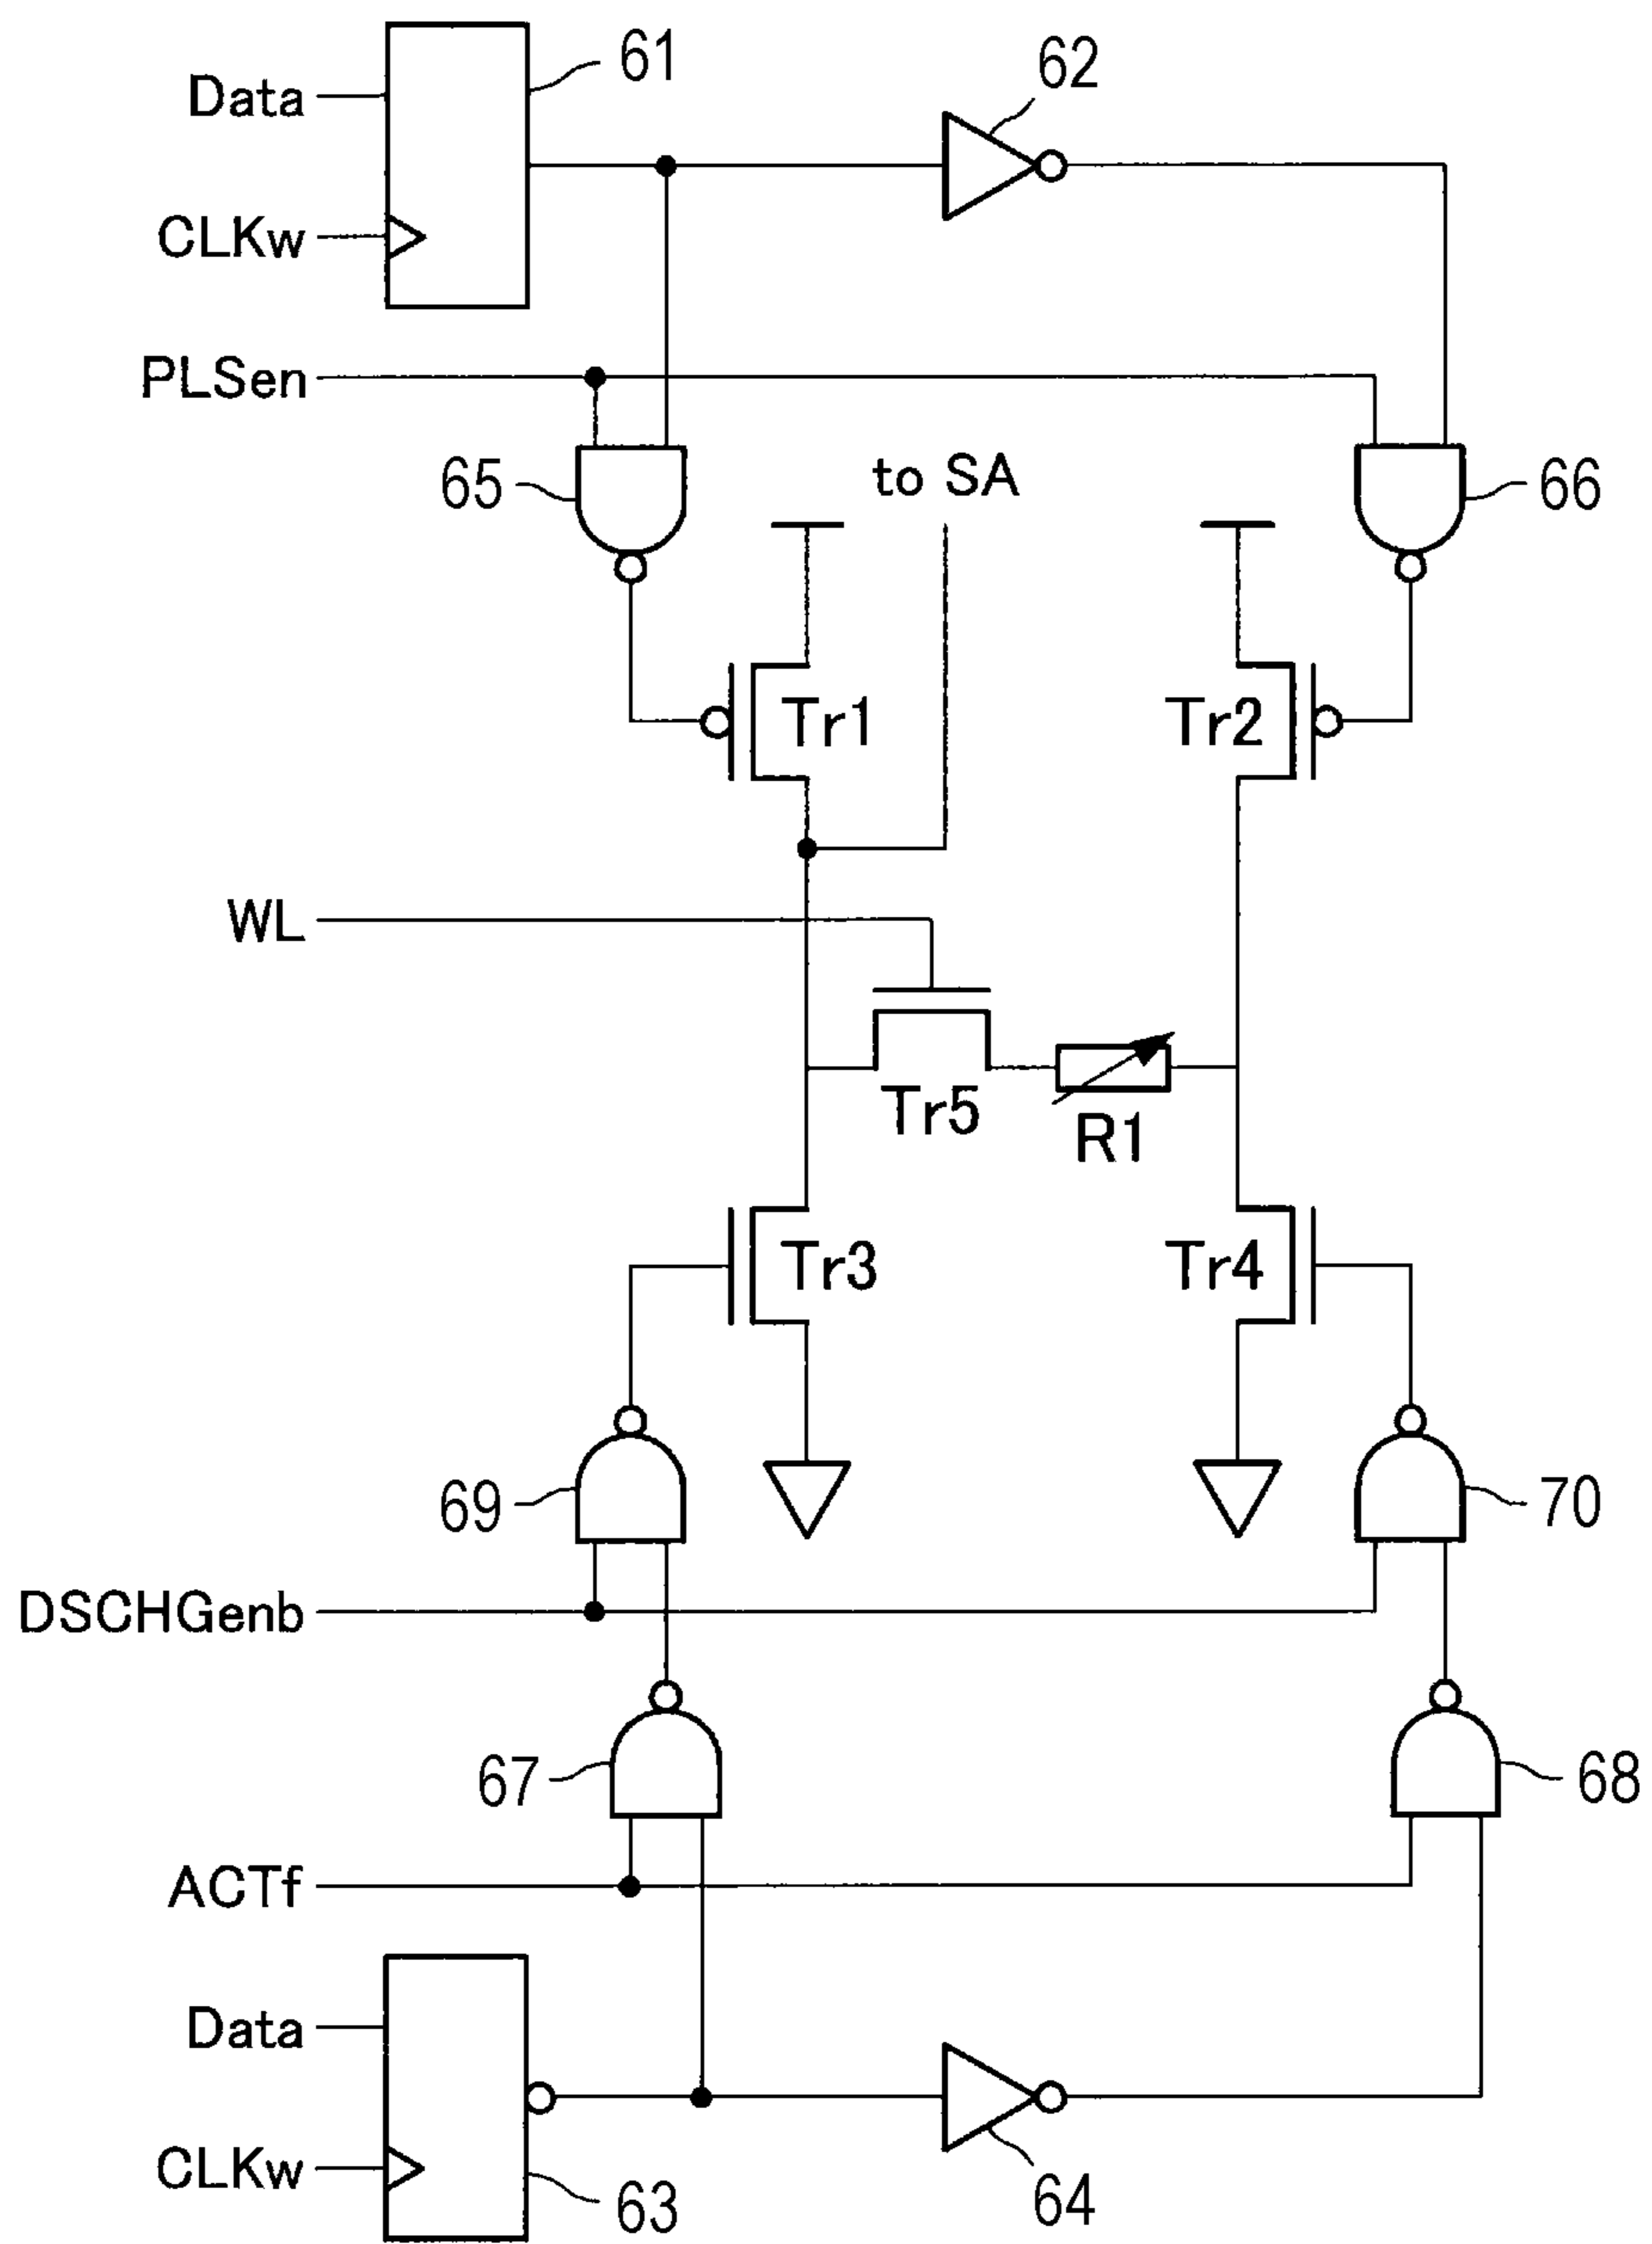 61
62
Data
CLKw
PLSen
65
to SA
66
Tr1
Tr2
WL
Tr5
R1
Tr3
Tr4
69
70
DSCHGenb
67
68
ACTf
Data
CLKw
63
64